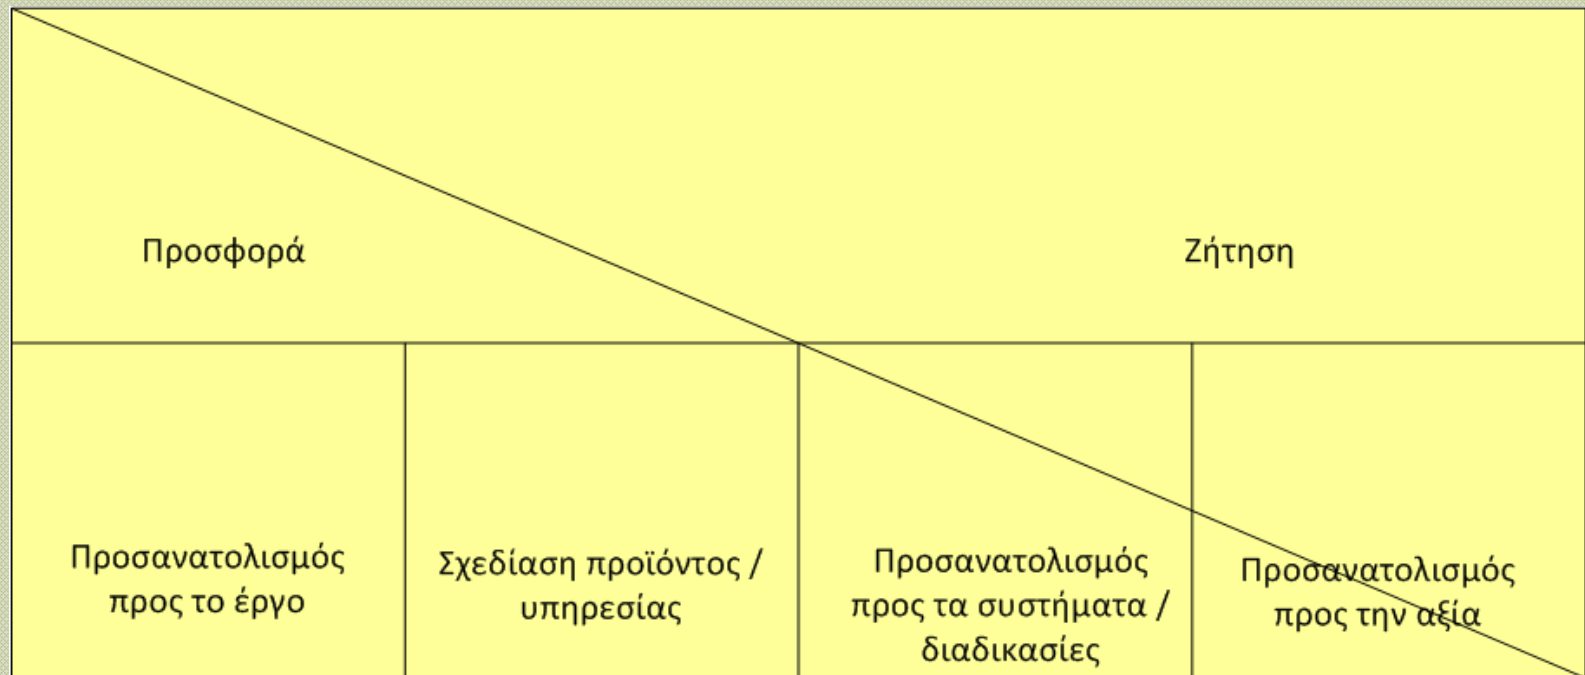 Προσφορά
Ζήτηση
Προσανατολισμός
προς το έργο
Σχεδίαση προϊόντος /
υπηρεσίας
Προσανατολισμός
προς τα συστήματα /
διαδικασίες
Προσανατολισμός
προς την αξία